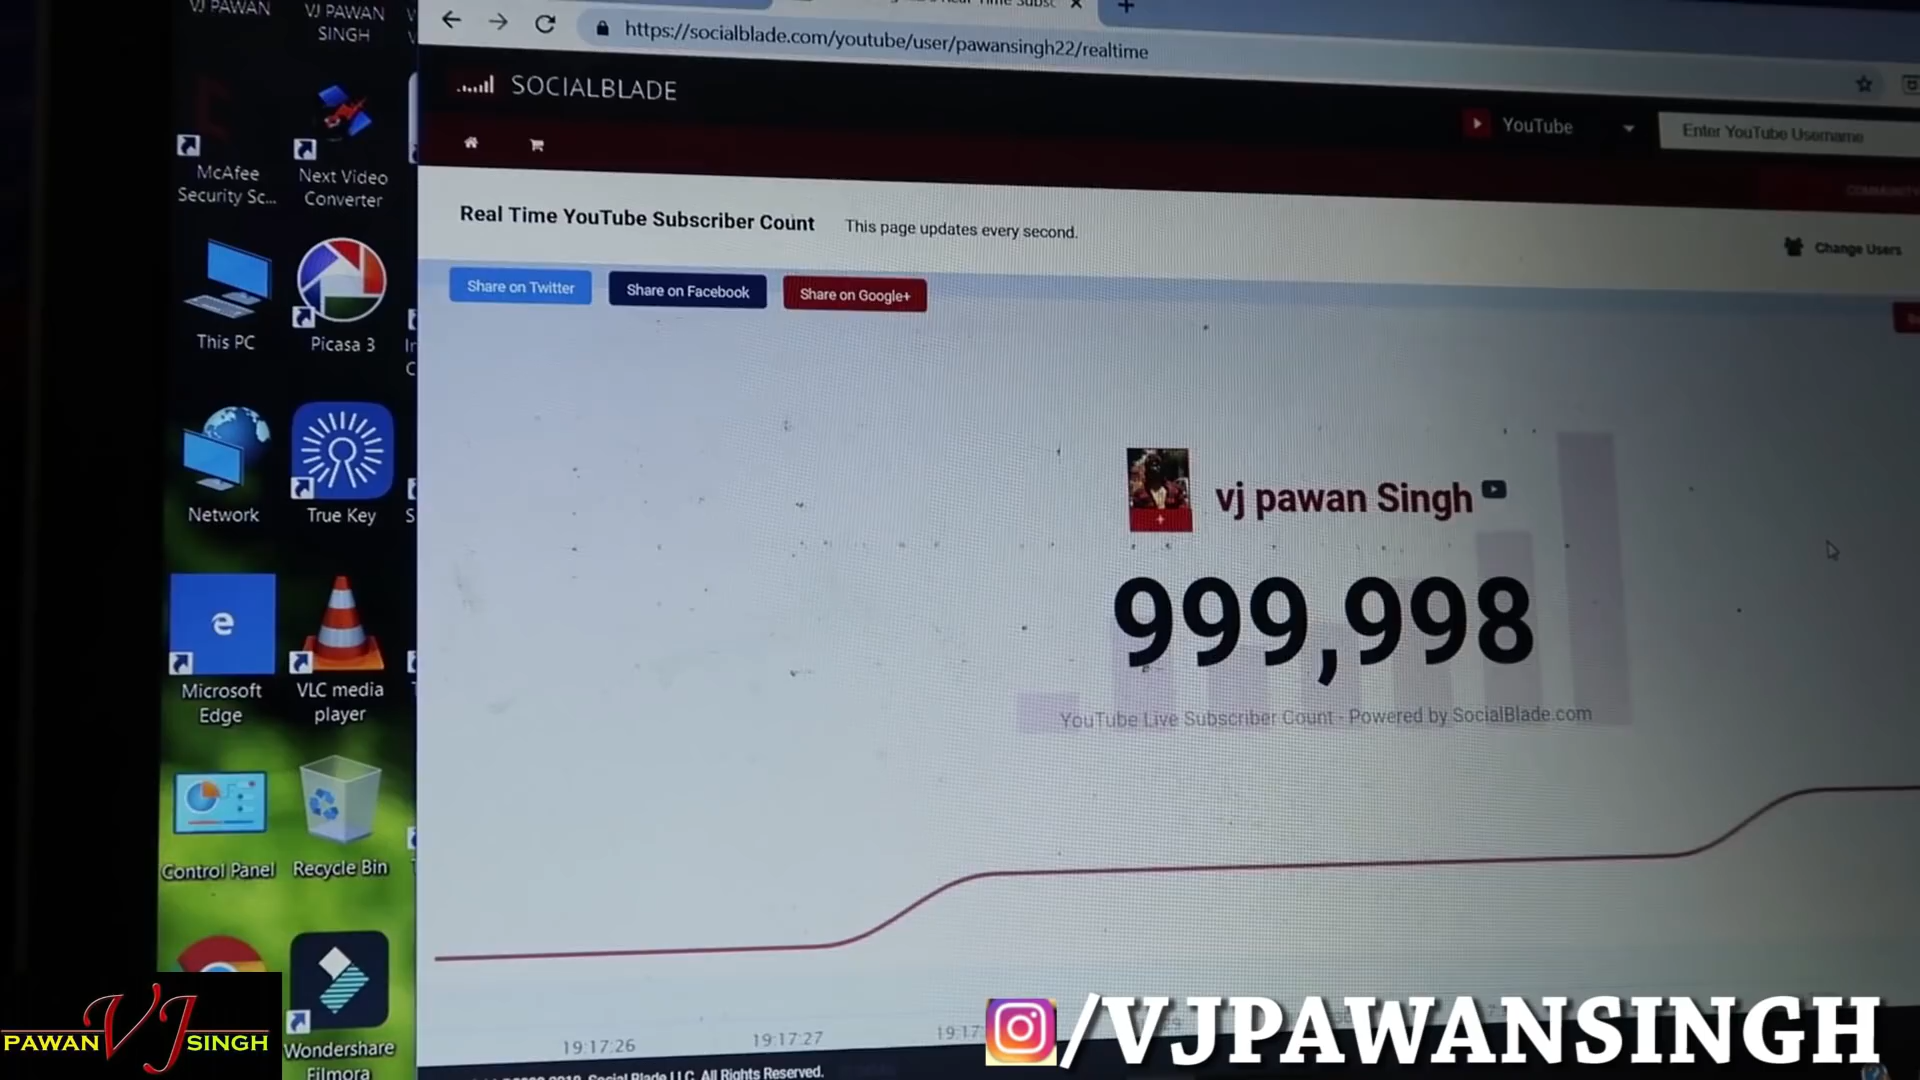 VJ PAWAN
VJ PAWAN
SINGH
https://socialblade.com/youtube/user/pawansingh22/realtime
SOCIALBLADE
YouTube
Enter YouTube Username
COMMUNITY
Real Time YouTube Subscriber Count
This page updates every second.
Change Users
Share on Twitter
Share on Facebook
Share on Google+
McAfee
Security Sc...
Next Video
Converter
This PC
Picasa 3
Network
True Key
Microsoft
Edge
VLC media
player
Control Panel
Recycle Bin
Wondershare
Filmora
vj pawan Singh
999,998
YouTube Live Subscriber Count - Powered by SocialBlade.com
19:17:26
19:17:27
Social Blade LLC. All Rights Reserved.
PAWAN VJ SINGH
/VJPAWANSINGH